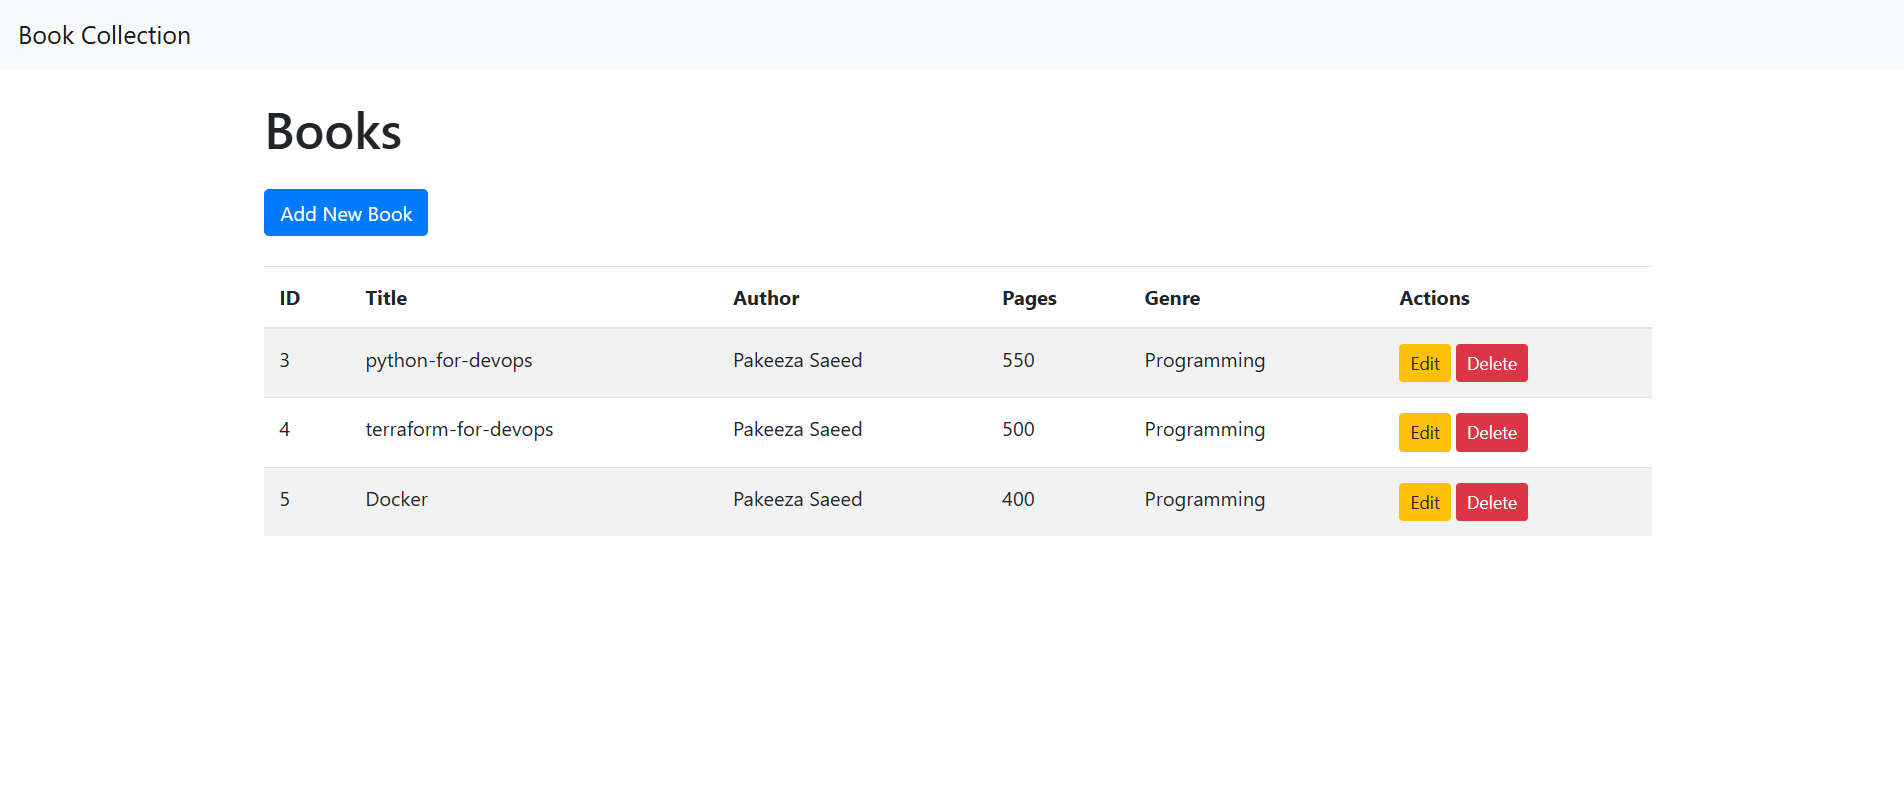 Book Collection
Books
Add New Book
ID Title Author Pages Genre Actions
3 python-for-devops Pakeeza Saeed 550 Programming Edit Delete
4 terraform-for-devops Pakeeza Saeed 500 Programming Edit Delete
5 Docker Pakeeza Saeed 400 Programming Edit Delete